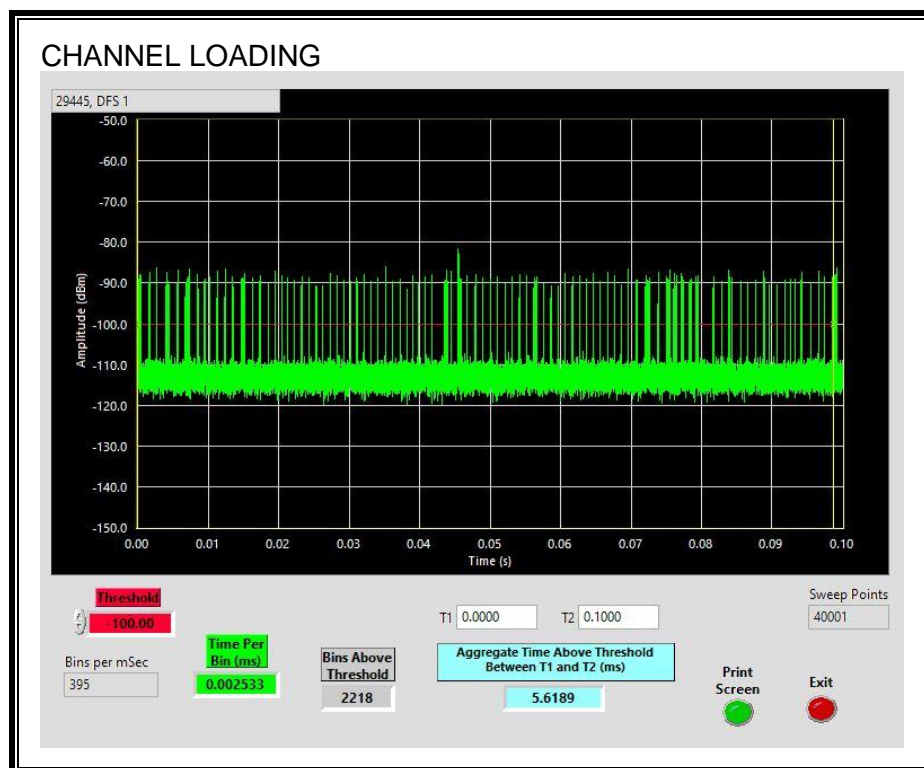 CHANNEL LOADING
29445, DFS 1
-50.0
-60.0
-70.0
-80.0
-90.0
-100.0
-110.0
-120.0
-130.0
-140.0
-150.0
Amplitude (dBm)
0.00 0.01 0.02 0.03 0.04 0.05 0.06 0.07 0.08 0.09 0.10
Time (s)
Threshold
-100.00
Bins per mSec
395
Time Per
Bin (ms)
0.002533
Bins Above
Threshold
2218
T1 0.0000 T2 0.1000
Aggregate Time Above Threshold
Between T1 and T2 (ms)
5.6189
Sweep Points
40001
Print
Screen
Exit